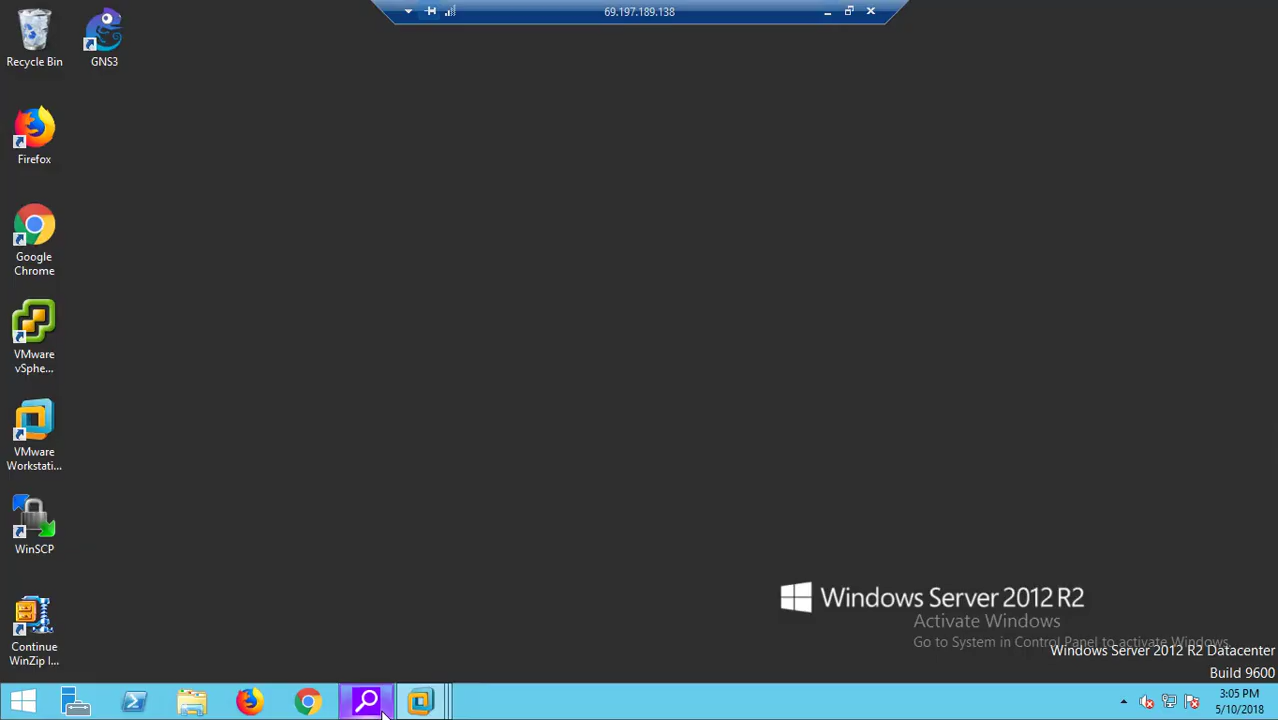 69.197.189.138
Recycle Bin
GNS3
Firefox
Google
Chrome
VMware
vSphe...
VMware
Workstati...
WinSCP
Continue
WinZip I...
Windows Server 2012 R2
Activate Windows
Go to System in Control Panel to activate Windows.
Windows Server 2012 R2 Datacenter
Build 9600
3:05 PM
5/10/2018